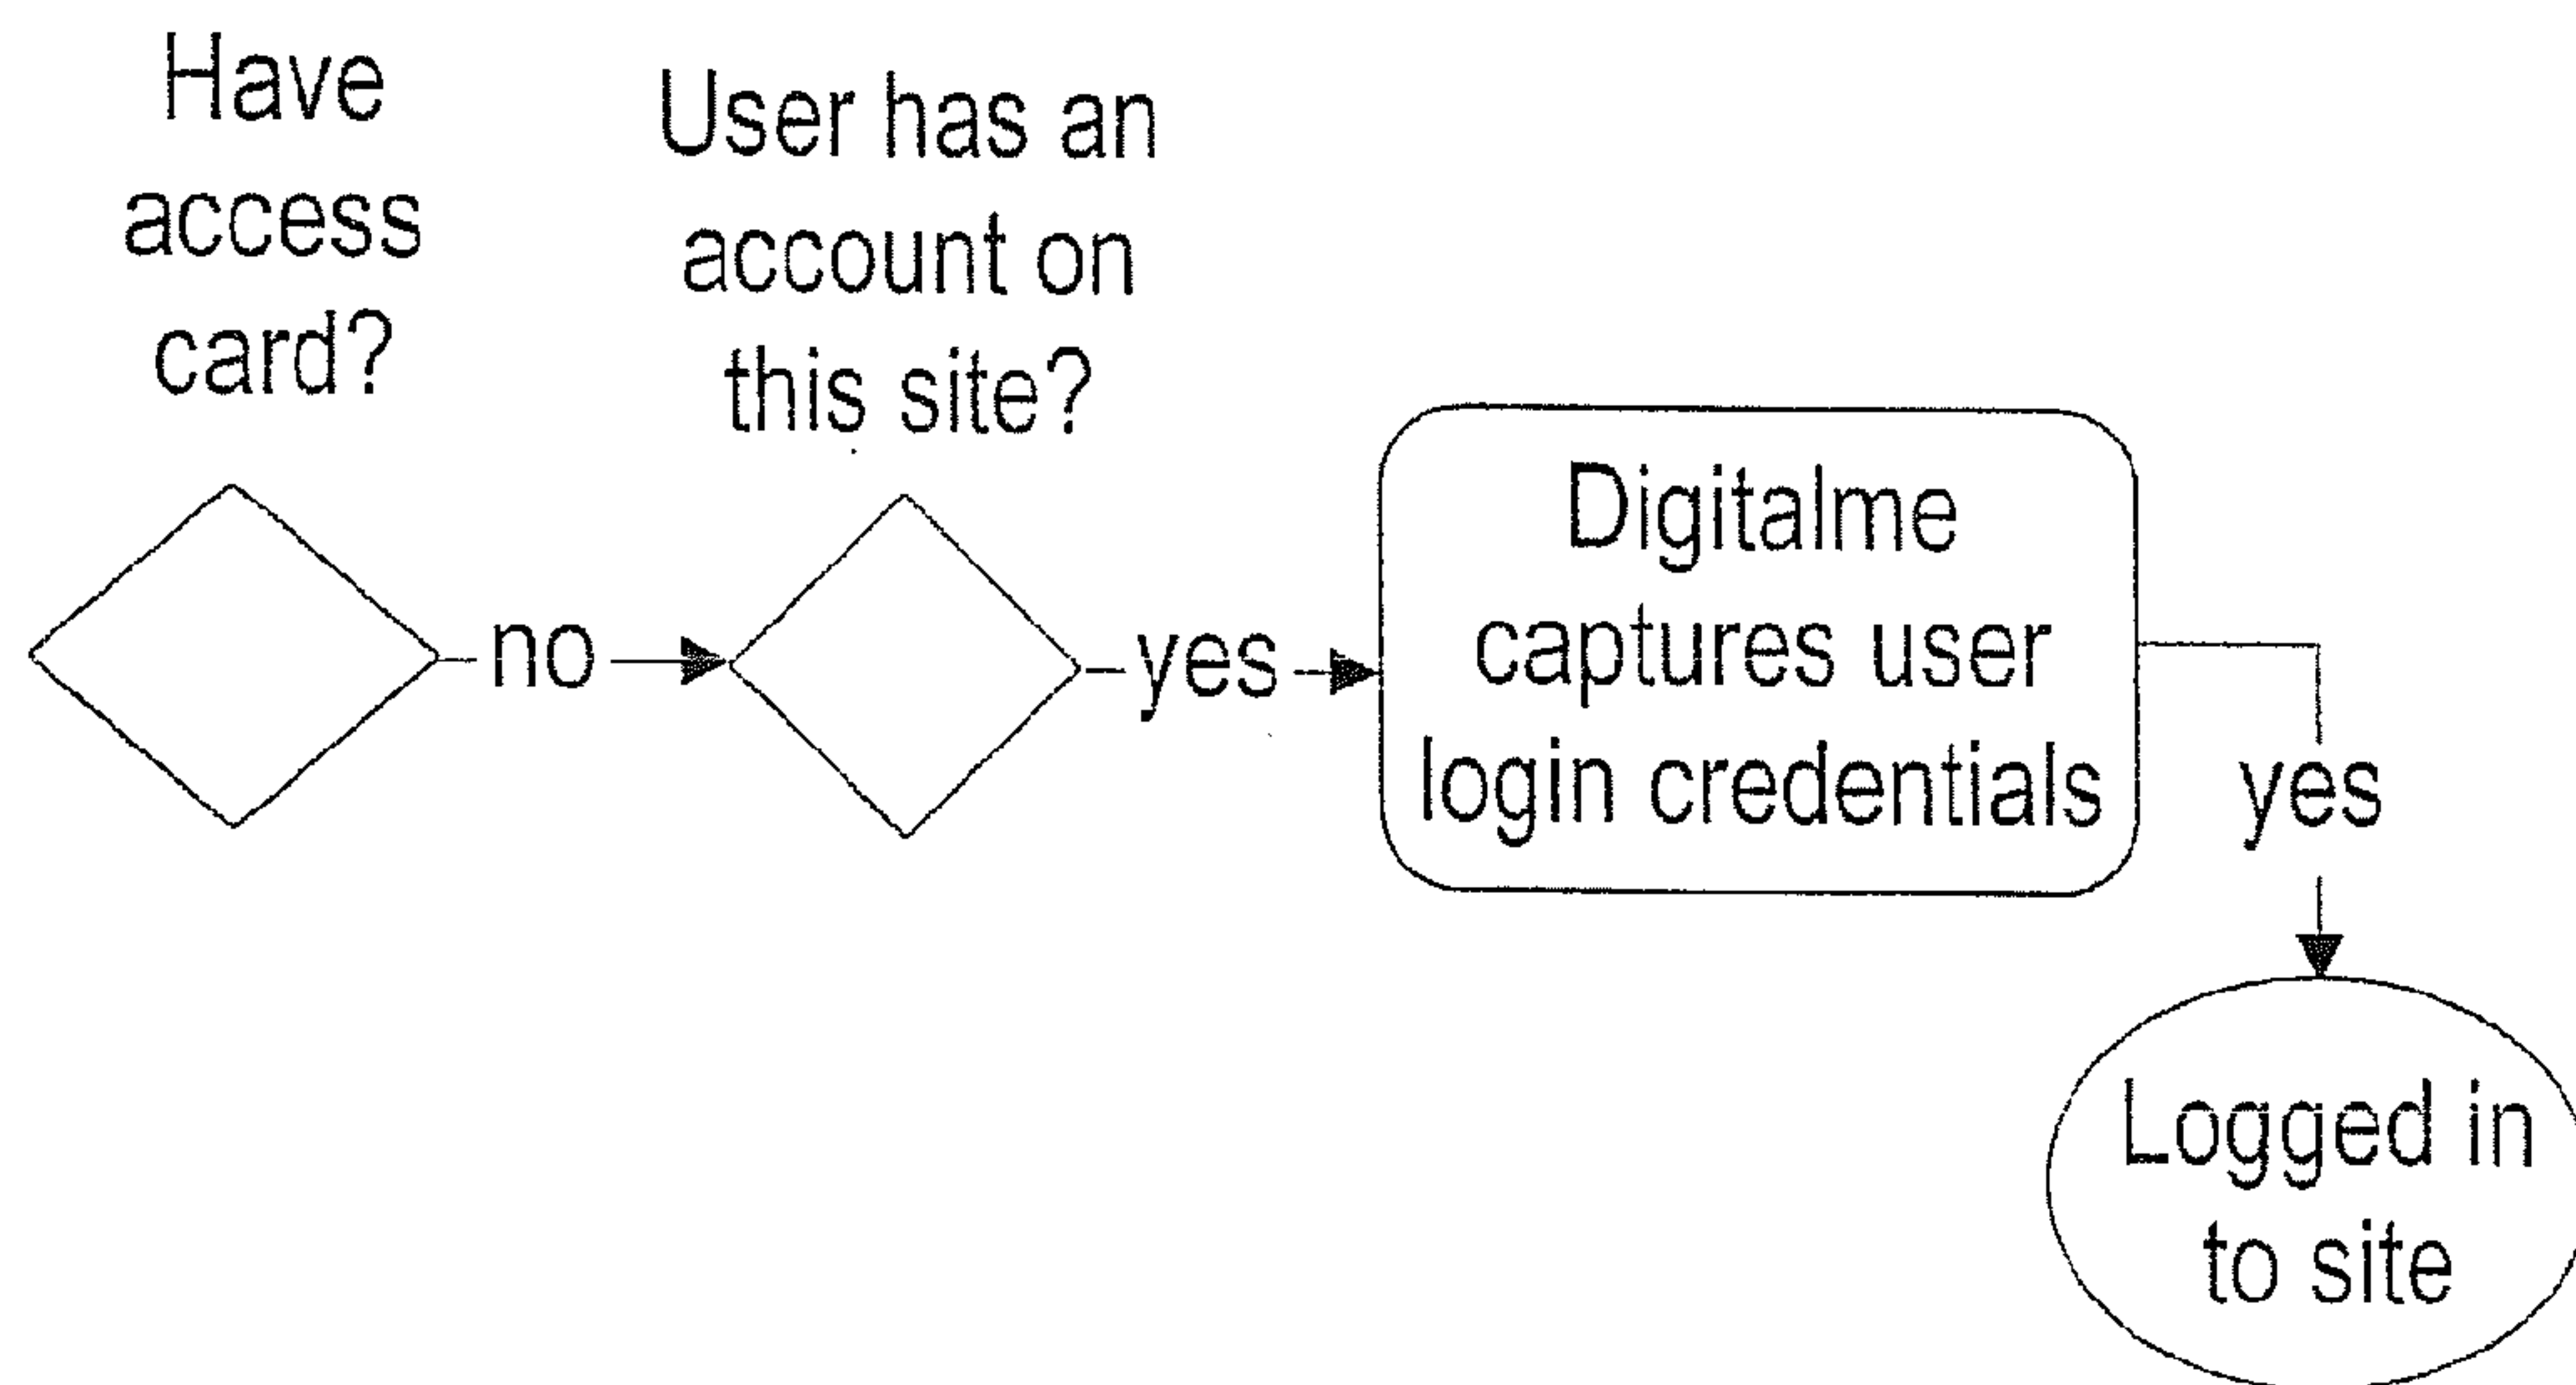 Have
access
card?
User has an
account on
this site?
no
yes
Digitalme
captures user
login credentials
yes
Logged in
to site